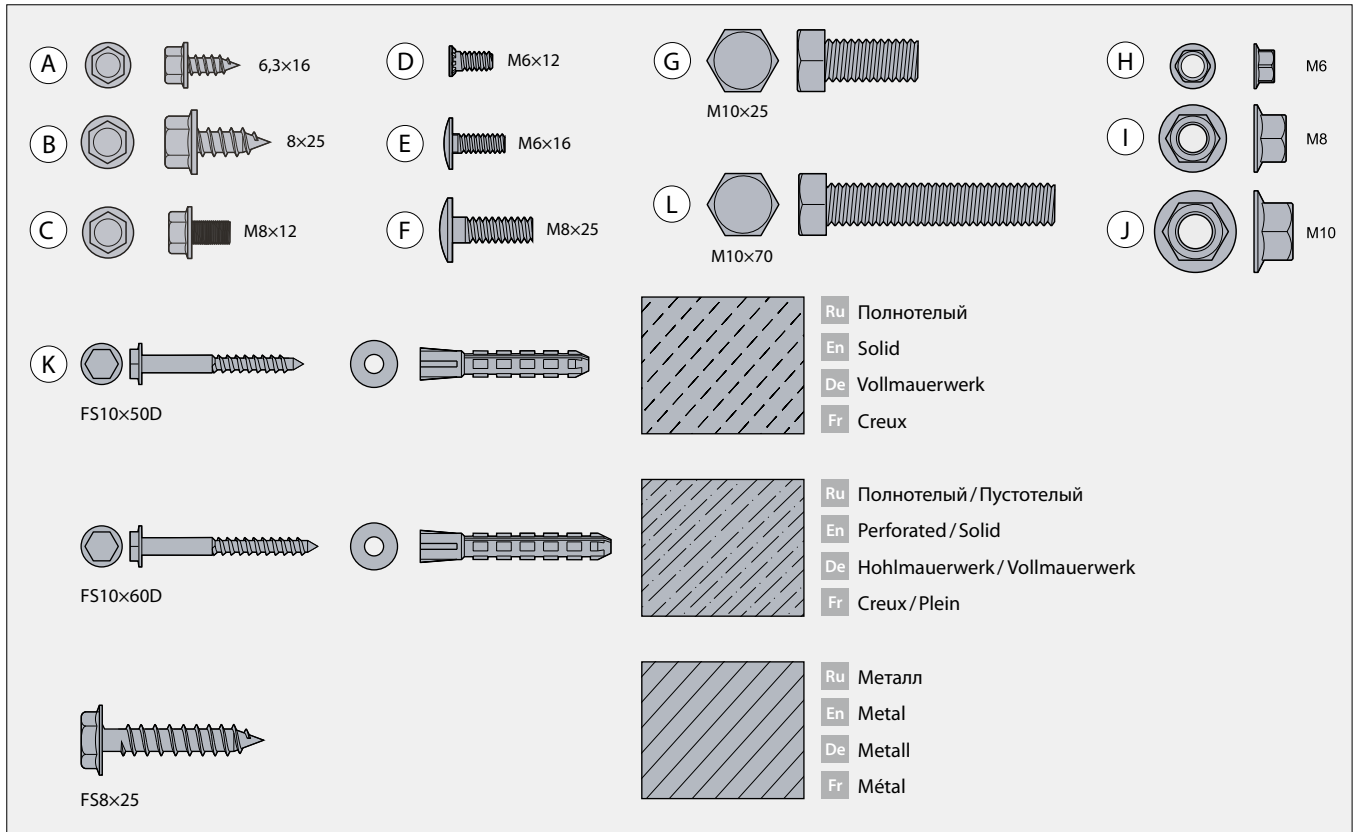 A
6,3×16
B
8×25
C
M8×12
D
M6×12
E
M6×16
F
M8×25
G
M10×25
L
M10×70
H
M6
I
M8
J
M10
K
FS10×50D
Ru Полнотелый
En Solid
De Vollmauerwerk
Fr Creux
FS10×60D
Ru Полнотелый / Пустотелый
En Perforated / Solid
De Hohlmauerwerk / Vollmauerwerk
Fr Creux / Plein
FS8×25
Ru Металл
En Metal
De Metall
Fr Métal